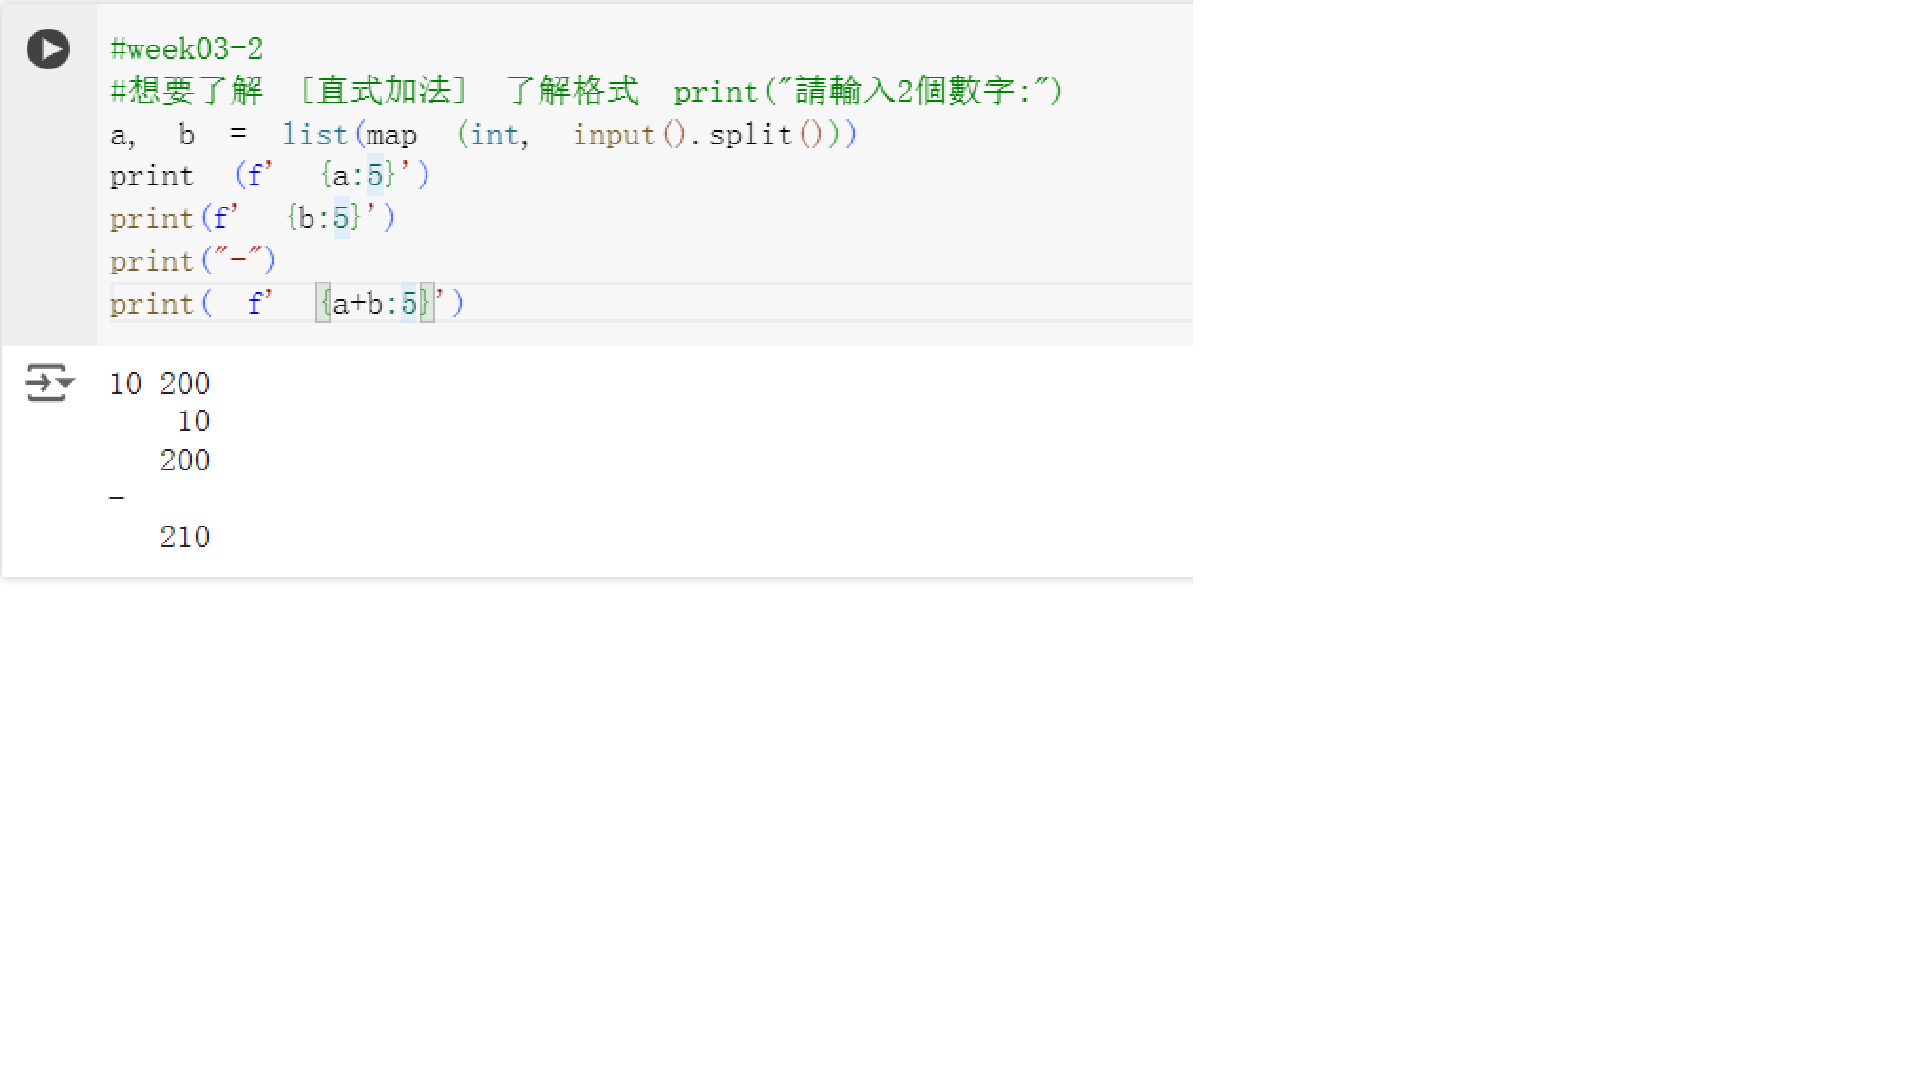 #week03-2
#想要了解 [直式加法] 了解格式 print("請輸入2個數字:")
a, b = list(map (int, input().split()))
print (f' {a:5}')
print(f' {b:5}')
print("-")
print( f' {a+b:5}')
10 200
10
200
-
210